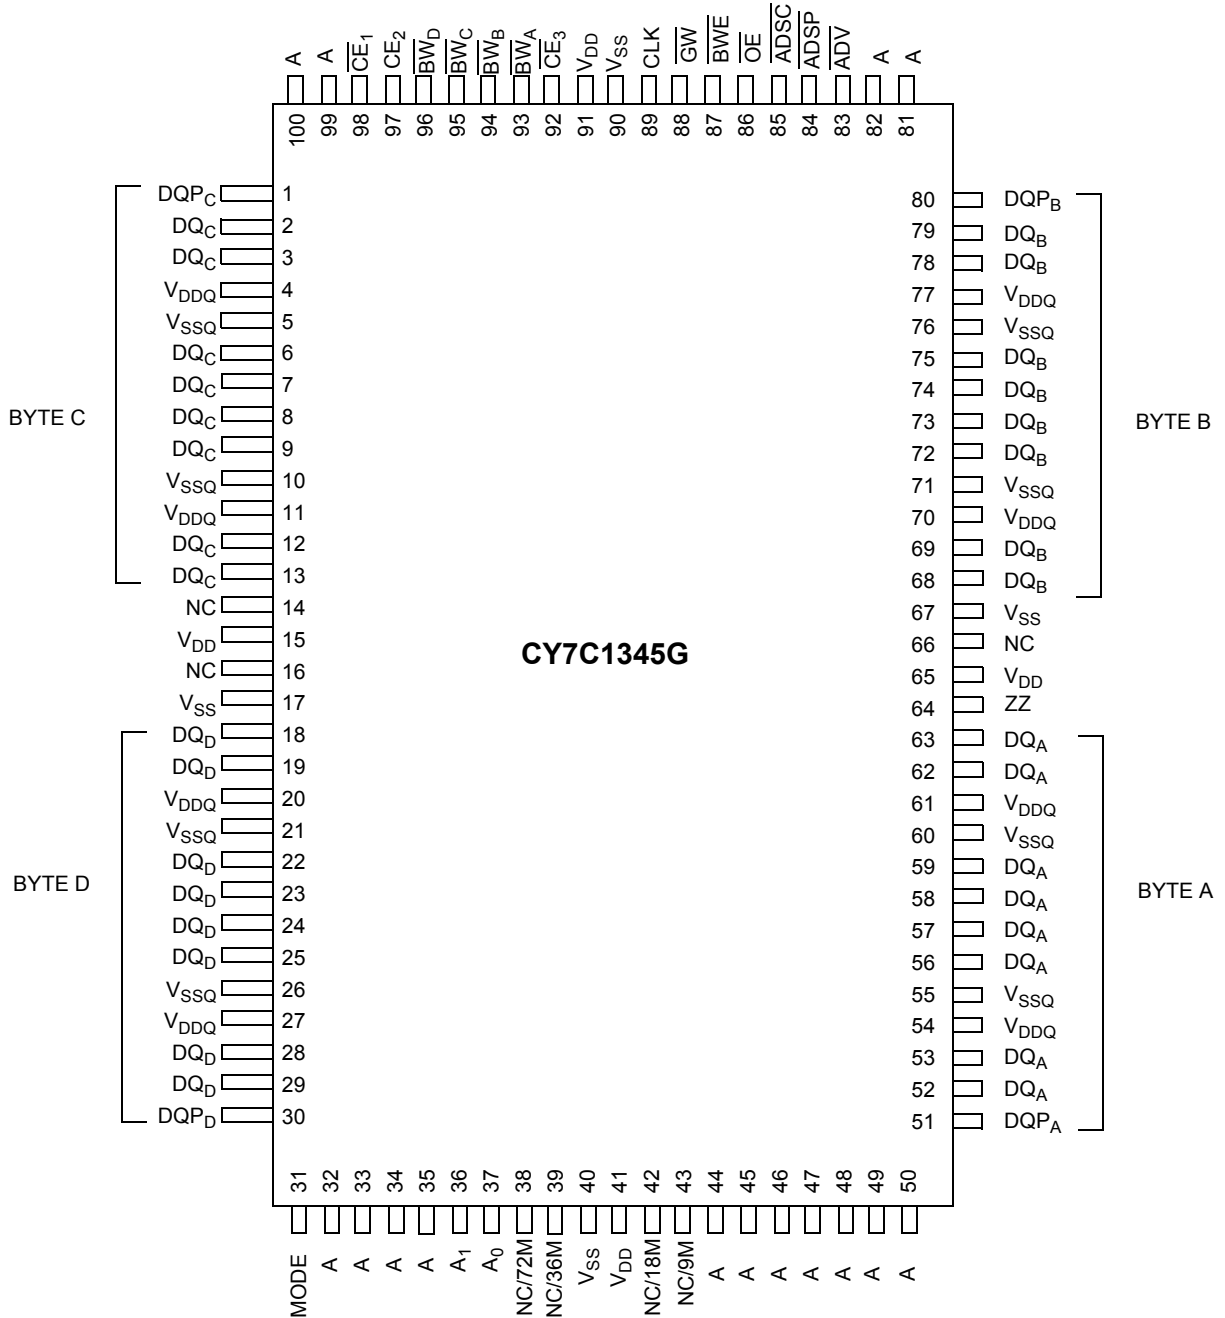 A A CE1 CE2 BWD BWC BWB BWA CE3 VDD VSS CLK GW BWE OE ADSC ADSP ADV A A
100 99 98 97 96 95 94 93 92 91 90 89 88 87 86 85 84 83 82 81
BYTE C
DQPC 1
DQC 2
DQC 3
VDDQ 4
VSSQ 5
DQC 6
DQC 7
DQC 8
DQC 9
VSSQ 10
VDDQ 11
DQC 12
DQC 13
NC 14
VDD 15
NC 16
VSS 17
BYTE D
DQD 18
DQD 19
VDDQ 20
VSSQ 21
DQD 22
DQD 23
DQD 24
DQD 25
VSSQ 26
VDDQ 27
DQD 28
DQD 29
DQPD 30
CY7C1345G
80 DQPB
79 DQB
78 DQB
77 VDDQ
76 VSSQ
75 DQB
74 DQB
73 DQB
72 DQB
71 VSSQ
70 VDDQ
69 DQB
68 DQB
BYTE B
67 VSS
66 NC
65 VDD
64 ZZ
63 DQA
62 DQA
61 VDDQ
60 VSSQ
59 DQA
58 DQA
57 DQA
56 DQA
55 VSSQ
54 VDDQ
53 DQA
52 DQA
51 DQPA
BYTE A
31 32 33 34 35 36 37 38 39 40 41 42 43 44 45 46 47 48 49 50
MODE A A A A A1 A0 NC/72M NC/36M VSS VDD NC/18M NC/9M A A A A A A A